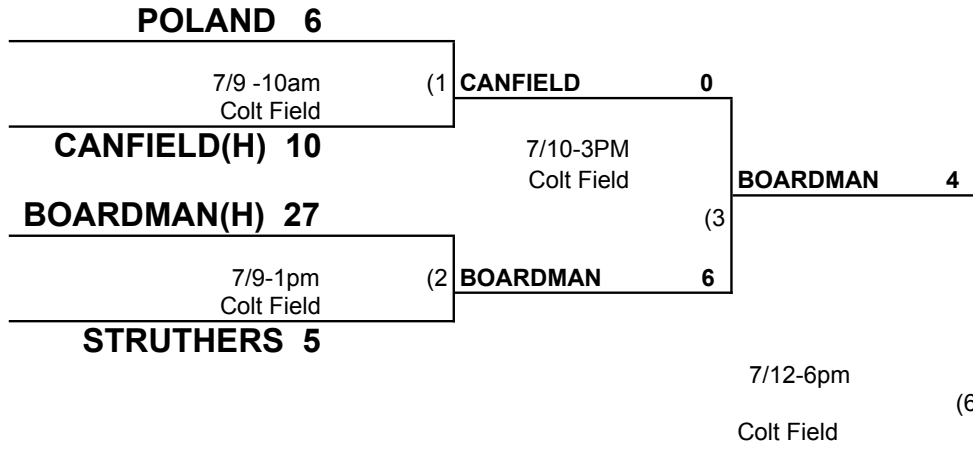 POLAND 6
7/9 -10am
(1
CANFIELD 0
Colt Field
CANFIELD(H) 10
7/10-3PM
Colt Field
BOARDMAN 4
BOARDMAN(H) 27
(3
7/9-1pm
(2
BOARDMAN 6
Colt Field
STRUTHERS 5
7/12-6pm
(6
Colt Field